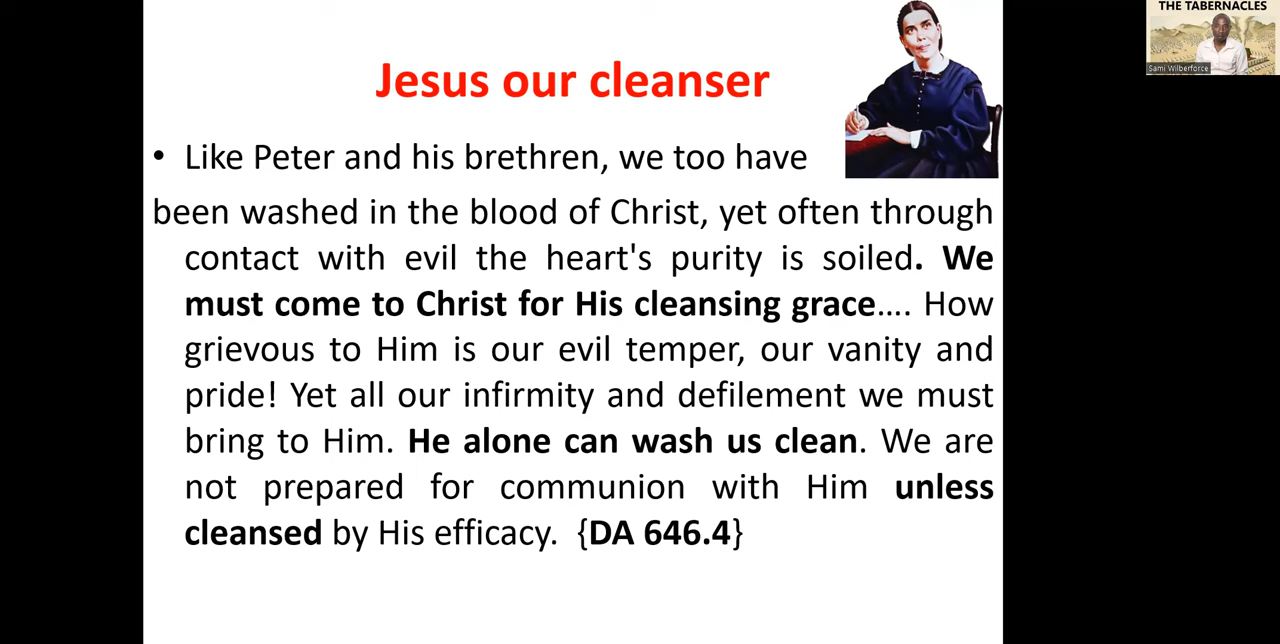 THE TABERNACLES
Sami Wilberforce
Jesus our cleanser
• Like Peter and his brethren, we too have
been washed in the blood of Christ, yet often through
contact with evil the heart's purity is soiled. We
must come to Christ for His cleansing grace…. How
grievous to Him is our evil temper, our vanity and
pride! Yet all our infirmity and defilement we must
bring to Him. He alone can wash us clean. We are
not prepared for communion with Him unless
cleansed by His efficacy. {DA 646.4}